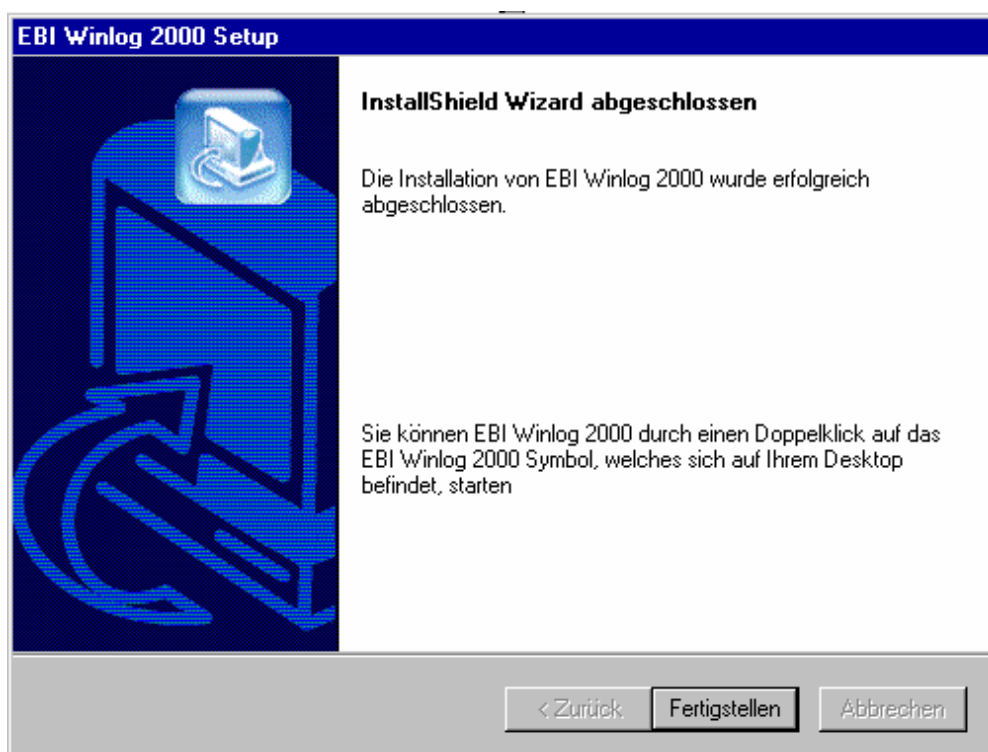 EBI Winlog 2000 Setup
InstallShield Wizard abgeschlossen
Die Installation von EBI Winlog 2000 wurde erfolgreich
abgeschlossen.
Sie können EBI Winlog 2000 durch einen Doppelklick auf das
EBI Winlog 2000 Symbol, welches sich auf Ihrem Desktop
befindet, starten
< Zurück
Fertigstellen
Abbrechen